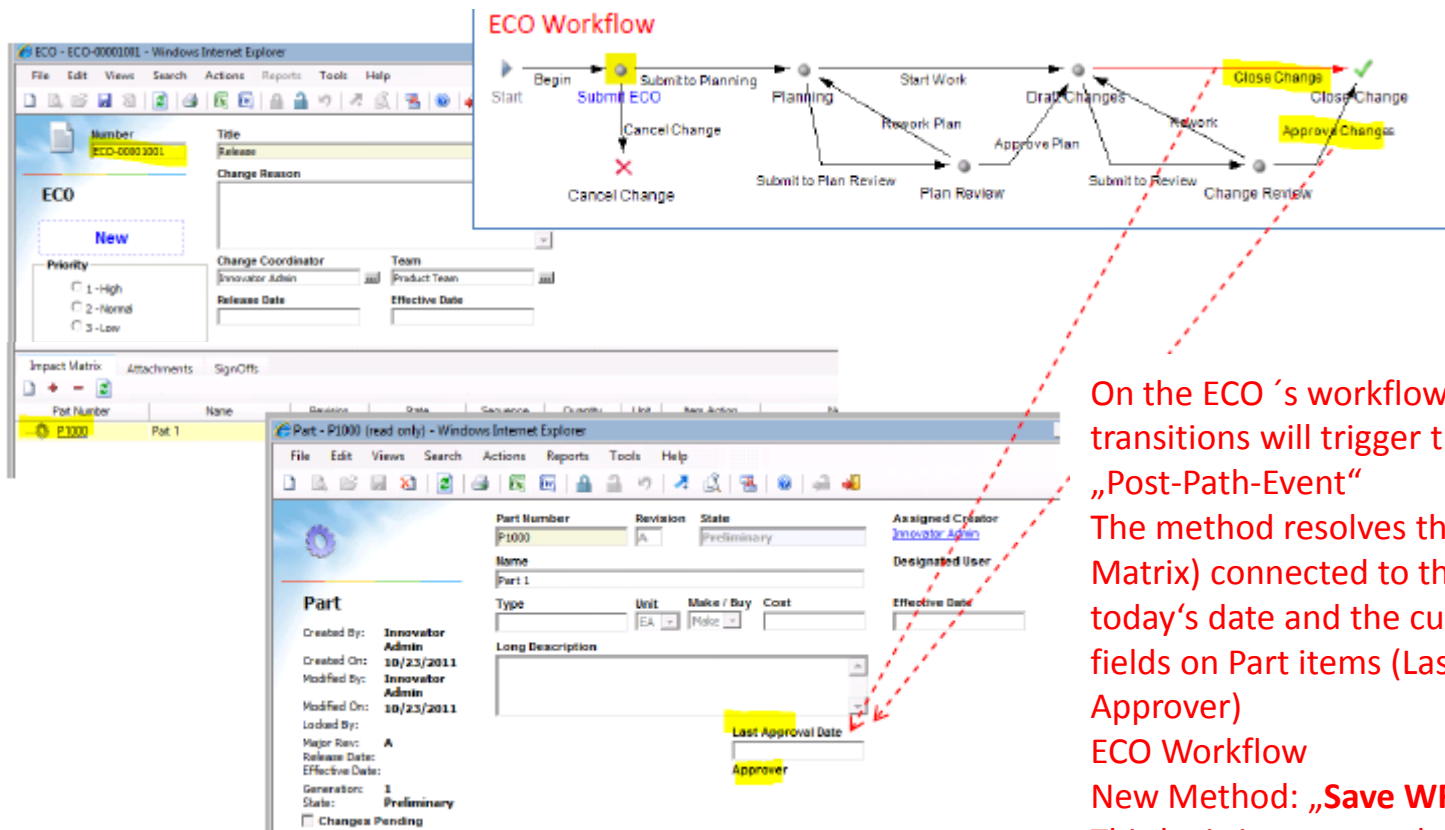 ECO Workflow
Begin
Submit to Planning
Start Work
Close Change
Start
Submit ECO
Planning
Draft Changes
Close Change
Cancel Change
Rework Plan
Approve Plan
Rework
Approve Changes
Submit to Plan Review
Submit to Review
Cancel Change
Plan Review
Change Review
ECO - ECO-00001001 - Windows Internet Explorer
File Edit Views Search Actions Reports Tools Help
Number
Title
ECO-00001001
Release
Change Reason
ECO
New
Priority
1 -High
2 -Normal
3 -Low
Change Coordinator
Team
Innovator Admin
Product Team
Release Date
Effective Date
Impact Matrix Attachments SignOffs
Part Number Name Revision State Sequence Quantity Unit Item Action
P1000 Part 1
Part - P1000 (read only) - Windows Internet Explorer
File Edit Views Search Actions Reports Tools Help
Part Number Revision State Assigned Creator
P1000 A Preliminary Innovator Admin
Name Designated User
Part 1
Part
Type Unit Make / Buy Cost Effective Date
EA Make
Created By: Innovator Admin
Created On: 10/23/2011
Modified By: Innovator Admin
Modified On: 10/23/2011
Locked By:
Major Rev: A
Release Date:
Effective Date:
Generation: 1
State: Preliminary
Changes Pending
Long Description
Last Approval Date
Approver
On the ECO ´s workflow
transitions will trigger t
„Post-Path-Event“
The method resolves th
Matrix) connected to th
today‘s date and the cu
fields on Part items (Las
Approver)
ECO Workflow
New Method: „Save WF